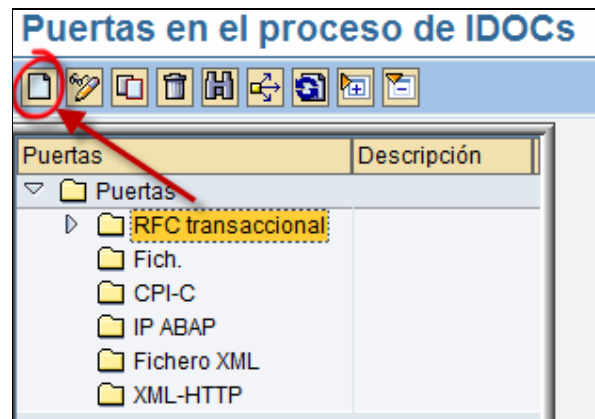 Puertas en el proceso de IDOCs
Puertas Descripción
Puertas
RFC transaccional
Fich.
CPI-C
IP ABAP
Fichero XML
XML-HTTP